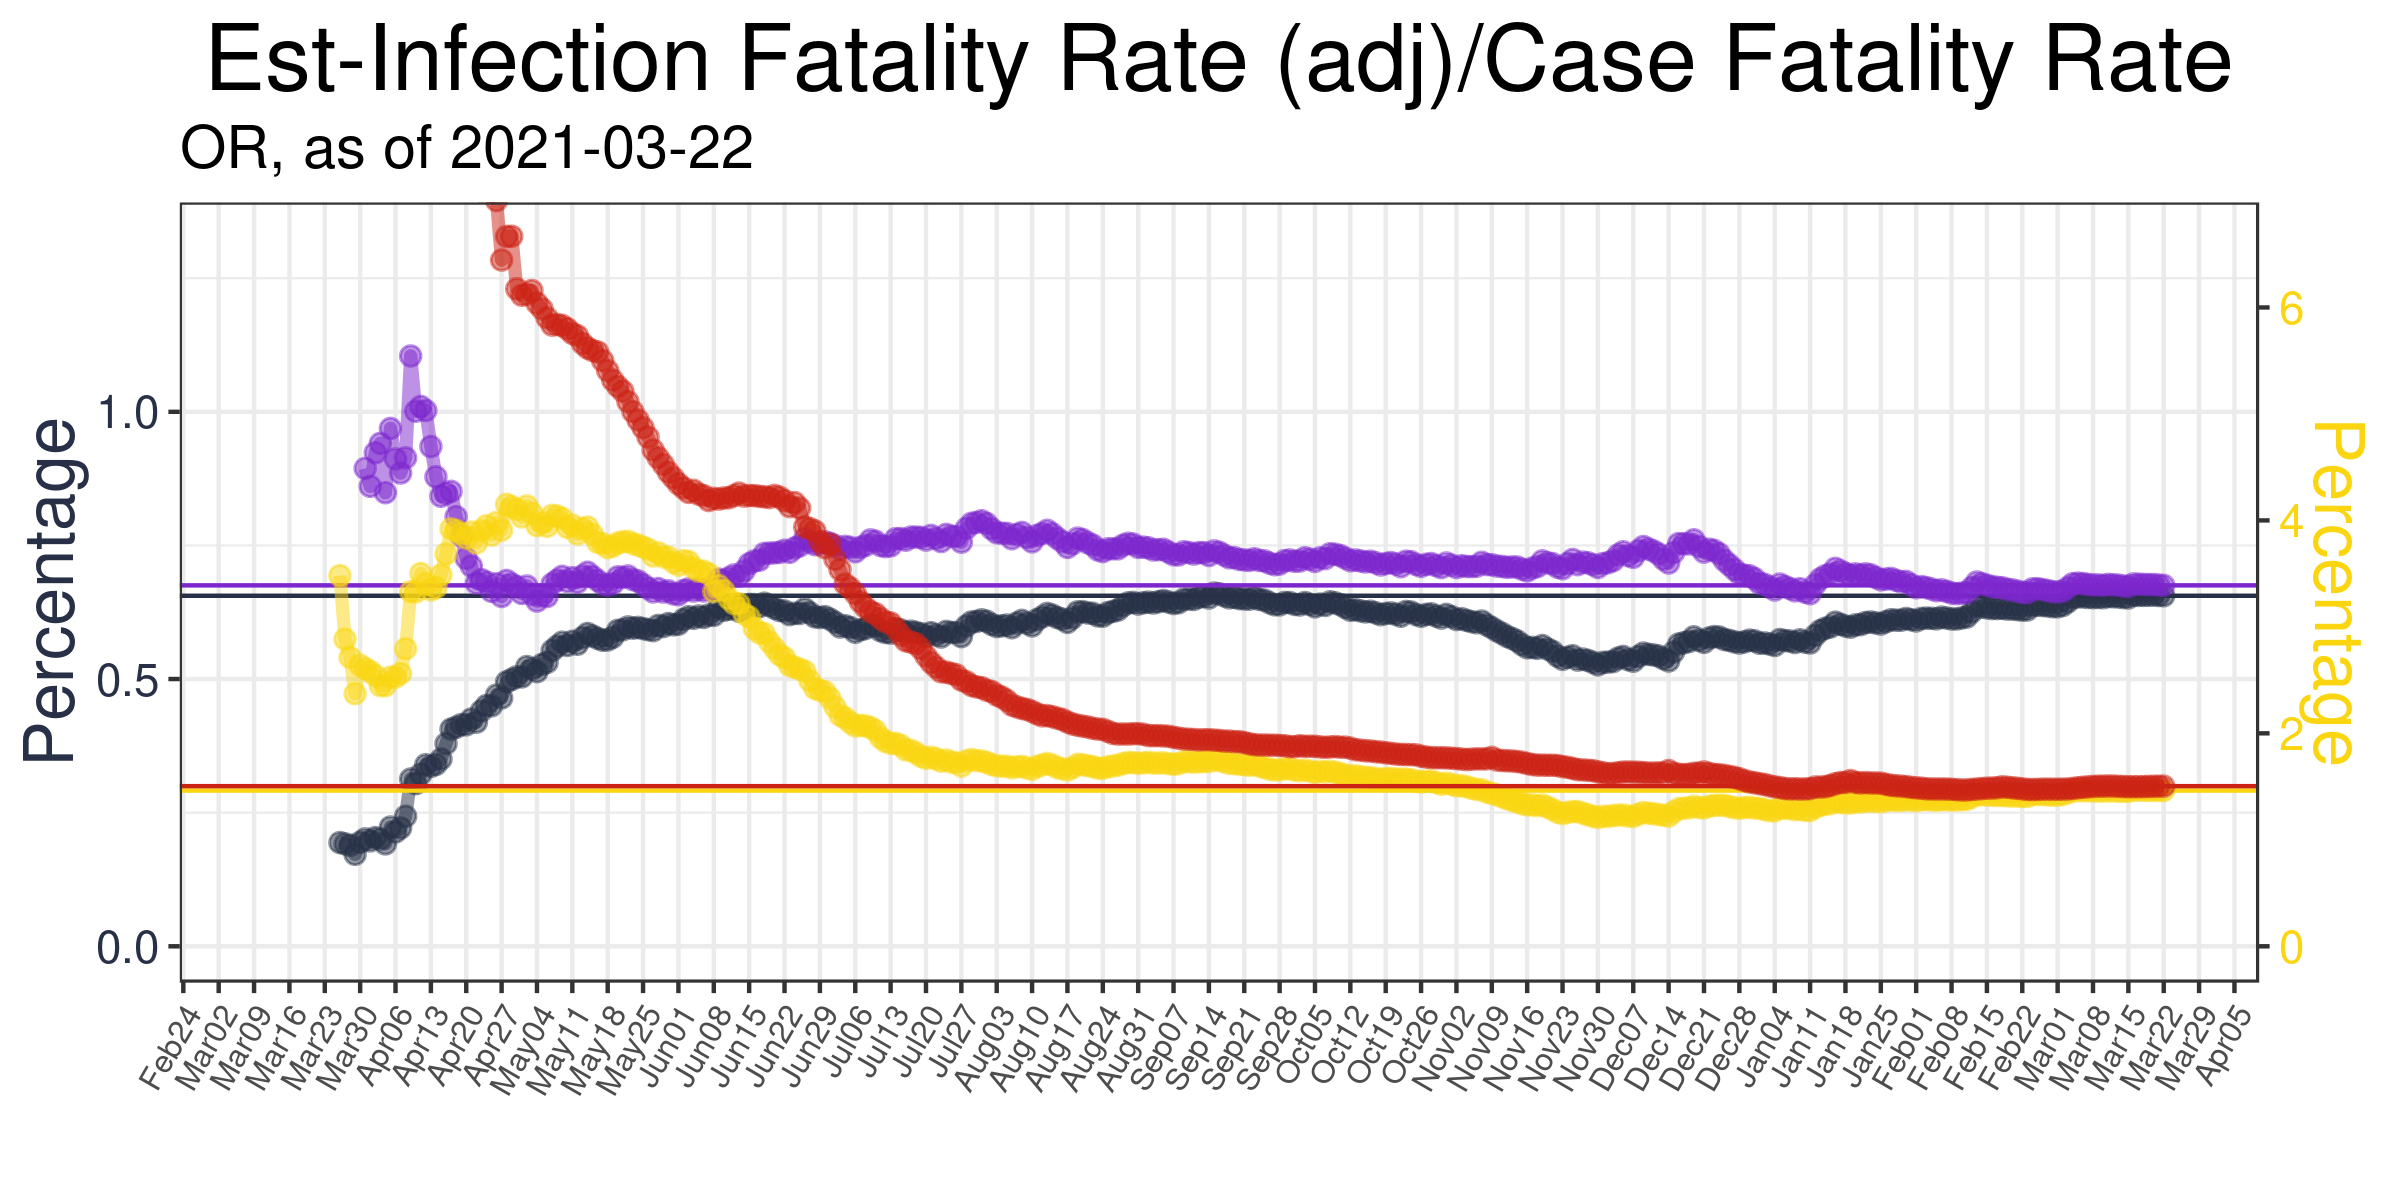 Est-Infection Fatality Rate (adj)/Case Fatality Rate
OR, as of 2021-03-22
Percentage
1.0
0.5
0.0
6
4
2
0
Percentage
Feb24
Mar02
Mar09
Mar16
Mar23
Mar30
Apr06
Apr13
Apr20
Apr27
May04
May11
May18
May25
Jun01
Jun08
Jun15
Jun22
Jun29
Jul06
Jul13
Jul20
Jul27
Aug03
Aug10
Aug17
Aug24
Aug31
Sep07
Sep14
Sep21
Sep28
Oct05
Oct12
Oct19
Oct26
Nov02
Nov09
Nov16
Nov23
Nov30
Dec07
Dec14
Dec21
Dec28
Jan04
Jan11
Jan18
Jan25
Feb01
Feb08
Feb15
Feb22
Mar01
Mar08
Mar15
Mar22
Mar29
Apr05